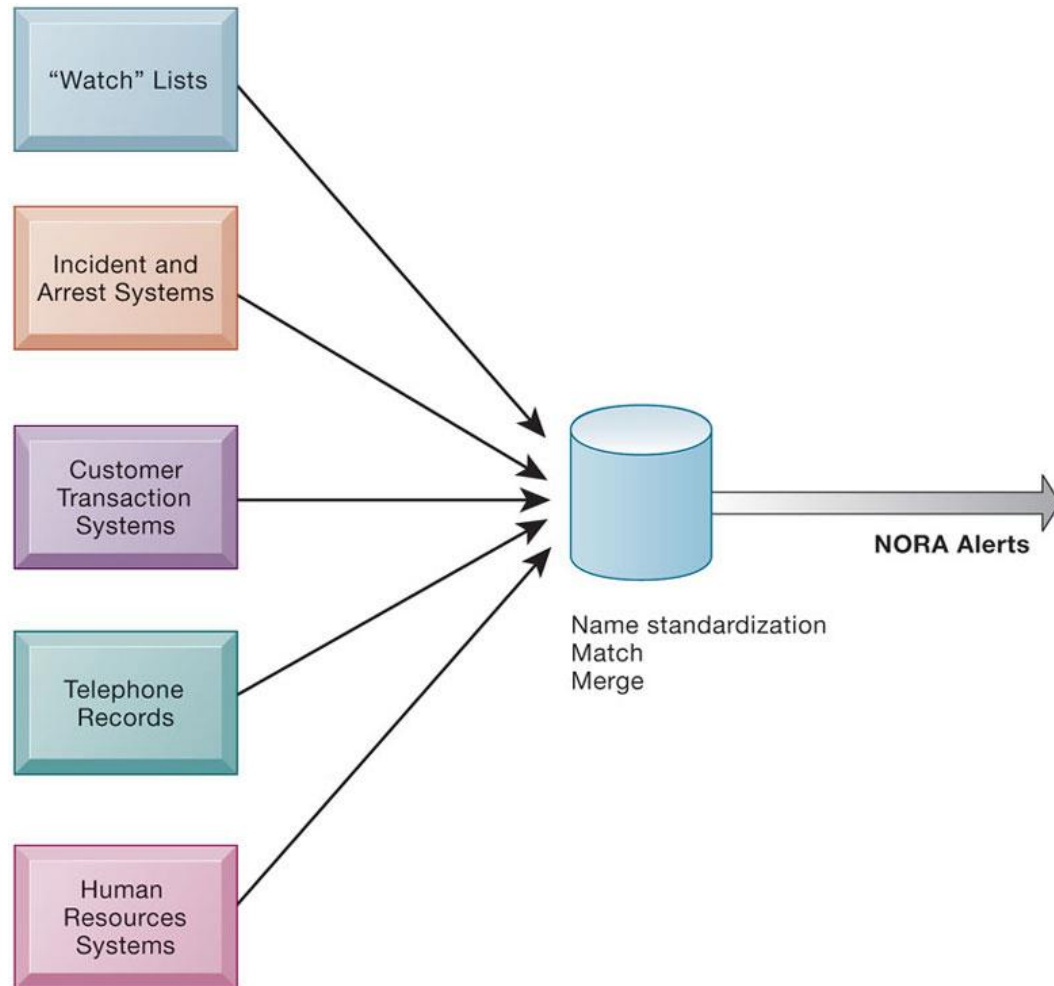 “Watch” Lists
Incident and
Arrest Systems
Customer
Transaction
Systems
Telephone
Records
Human
Resources
Systems
Name standardization
Match
Merge
NORA Alerts